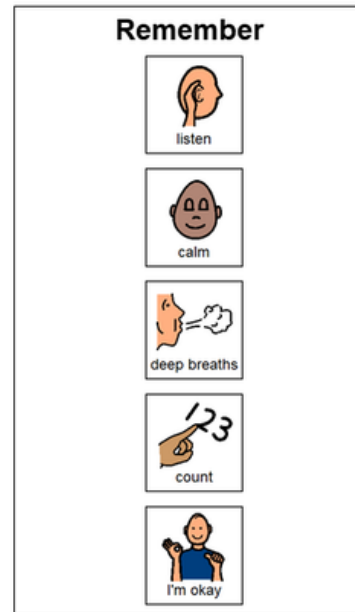 Remember
listen
calm
deep breaths
123
count
I'm okay